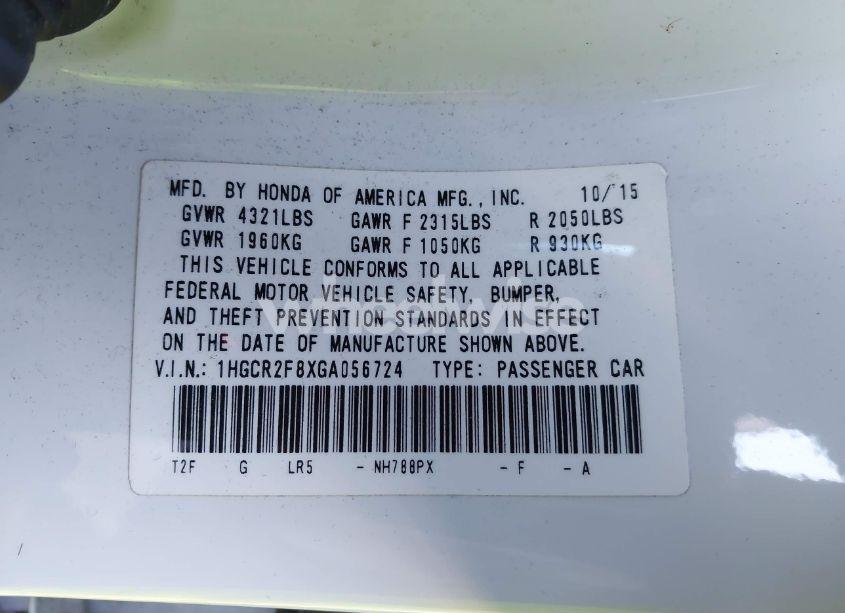 MFD. BY HONDA OF AMERICA MFG., INC. 10/15
GVWR 4321LBS GAWR F 2315LBS R 2050LBS
GVWR 1960KG GAWR F 1050KG R 930KG
THIS VEHICLE CONFORMS TO ALL APPLICABLE
FEDERAL MOTOR VEHICLE SAFETY, BUMPER,
AND THEFT PREVENTION STANDARDS IN EFFECT
ON THE DATE OF MANUFACTURE SHOWN ABOVE.
V.I.N.: 1HGCR2F8XGA056724 TYPE: PASSENGER CAR
T2F G LR5 - NH788PX - F - A